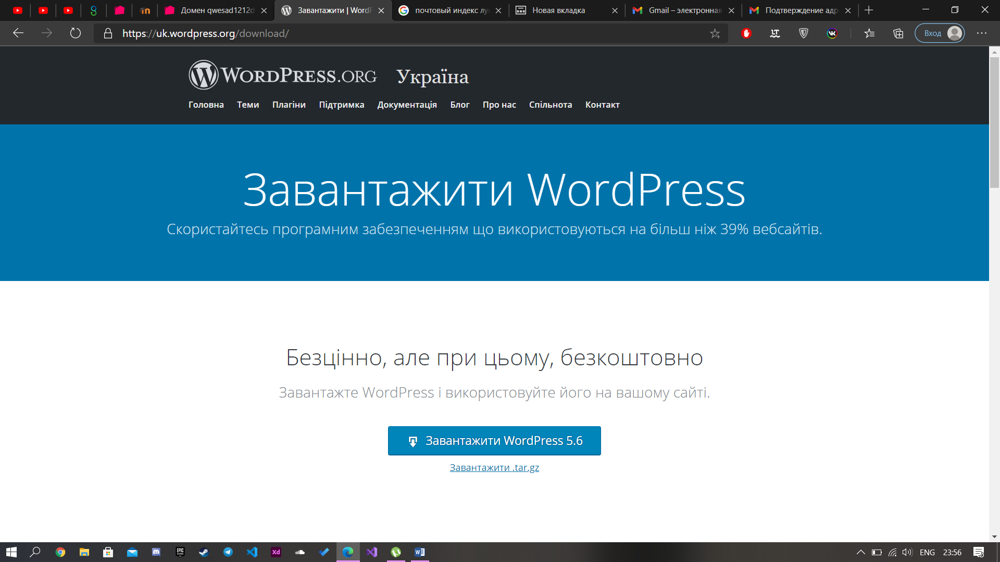 Домен qwesad1212d
Завантажити | WordP
почтовый индекс лу
Новая вкладка
Gmail – электронная
Подтверждение адр
https://uk.wordpress.org/download/
Вход
WORDPRESS.ORG
Україна
Головна Теми Плагіни Підтримка Документація Блог Про нас Спільнота Контакт
Завантажити WordPress
Скористайтесь програмним забезпеченням що використовуються на більш ніж 39% вебсайтів.
Безцінно, але при цьому, безкоштовно
Завантажте WordPress і використовуйте його на вашому сайті.
Завантажити WordPress 5.6
Завантажити .tar.gz
ENG
23:56